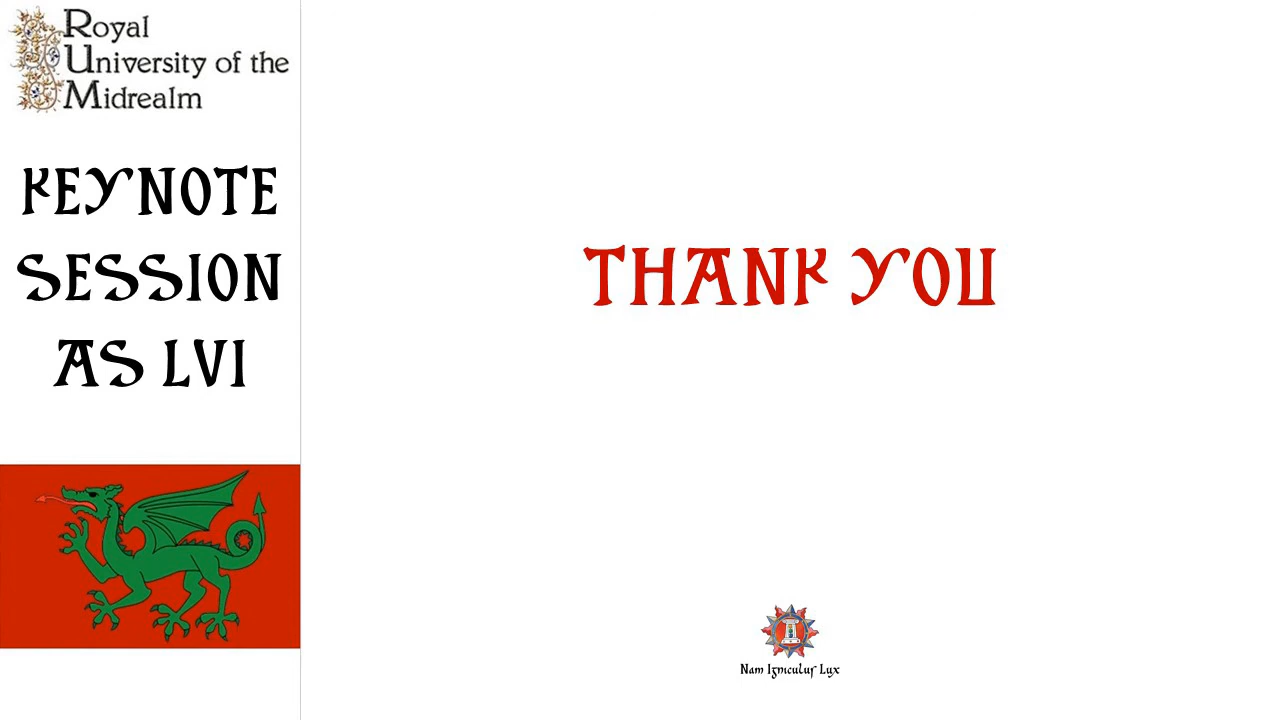 Royal
University of the
Midrealm
KEYNOTE
SESSION
AS LVI
THANK YOU
Nam Igniculus Lux